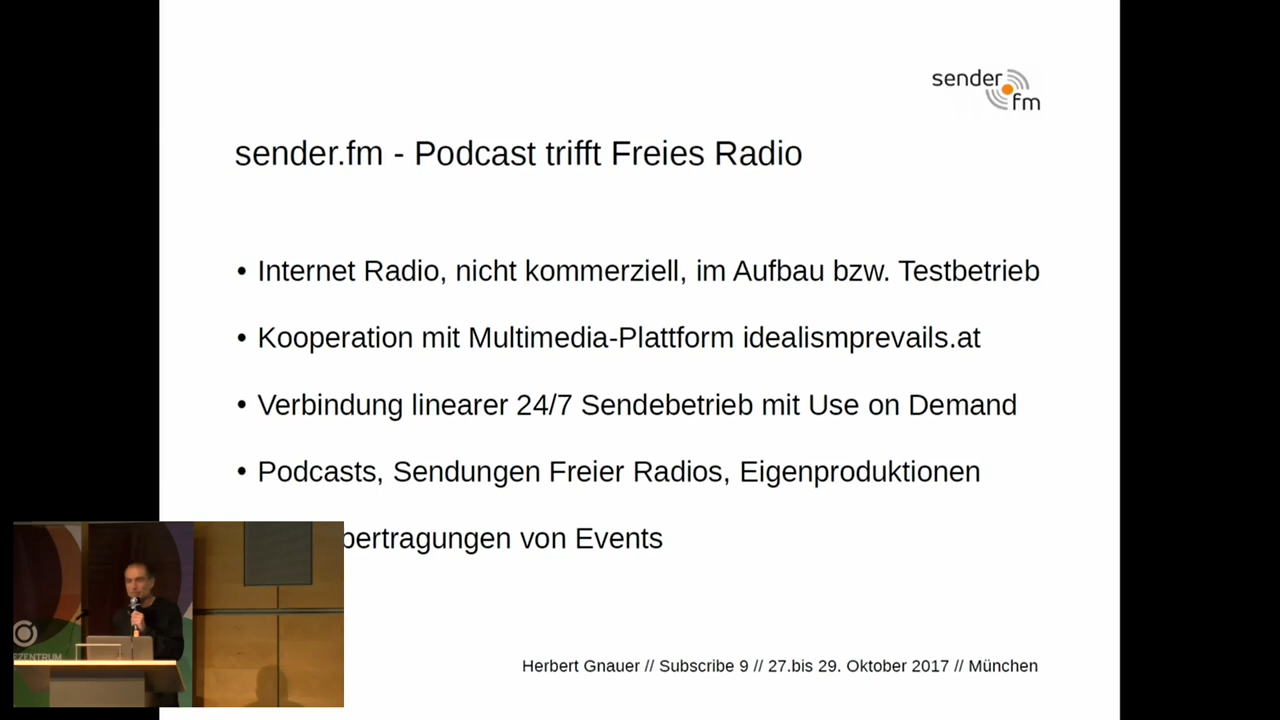 sender
fm
sender.fm - Podcast trifft Freies Radio
• Internet Radio, nicht kommerziell, im Aufbau bzw. Testbetrieb
• Kooperation mit Multimedia-Plattform idealismprevails.at
• Verbindung linearer 24/7 Sendebetrieb mit Use on Demand
• Podcasts, Sendungen Freier Radios, Eigenproduktionen
bertragungen von Events
EZENTRUM
Herbert Gnauer // Subscribe 9 // 27.bis 29. Oktober 2017 // München